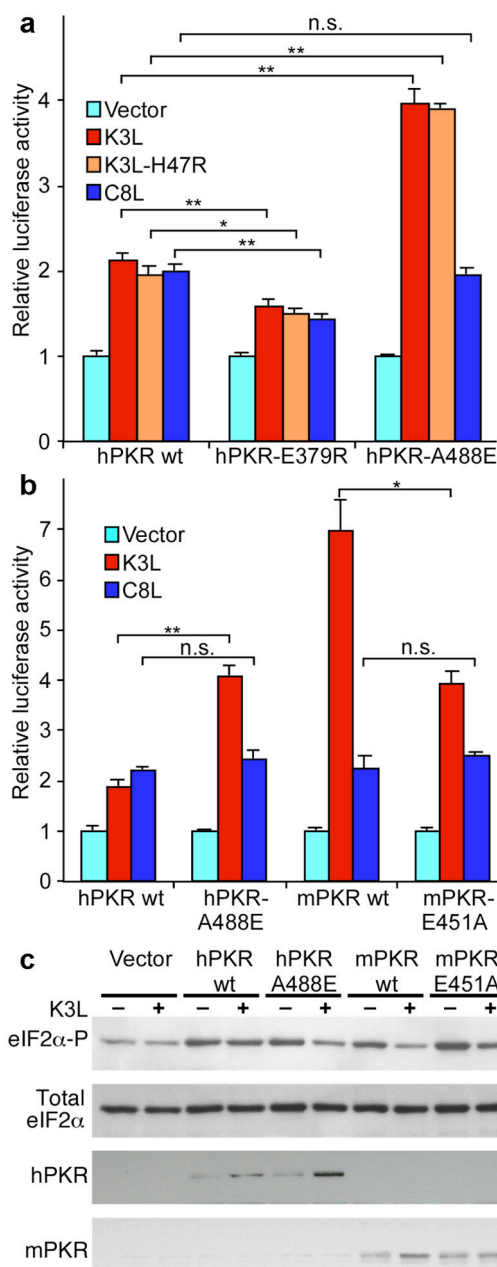 a
n.s.
**
**
Relative luciferase activity
4
3
2
1
0
Vector
K3L
K3L-H47R
C8L
**
*
**
hPKR wt hPKR-E379R hPKR-A488E
b
*
Relative luciferase activity
7
6
5
4
3
2
1
0
Vector
K3L
C8L
**
n.s.
n.s.
hPKR wt hPKR-A488E mPKR wt mPKR-E451A
c
Vector hPKR wt hPKR A488E mPKR wt mPKR E451A
K3L – + – + – + – + – +
eIF2α-P
Total eIF2α
hPKR
mPKR